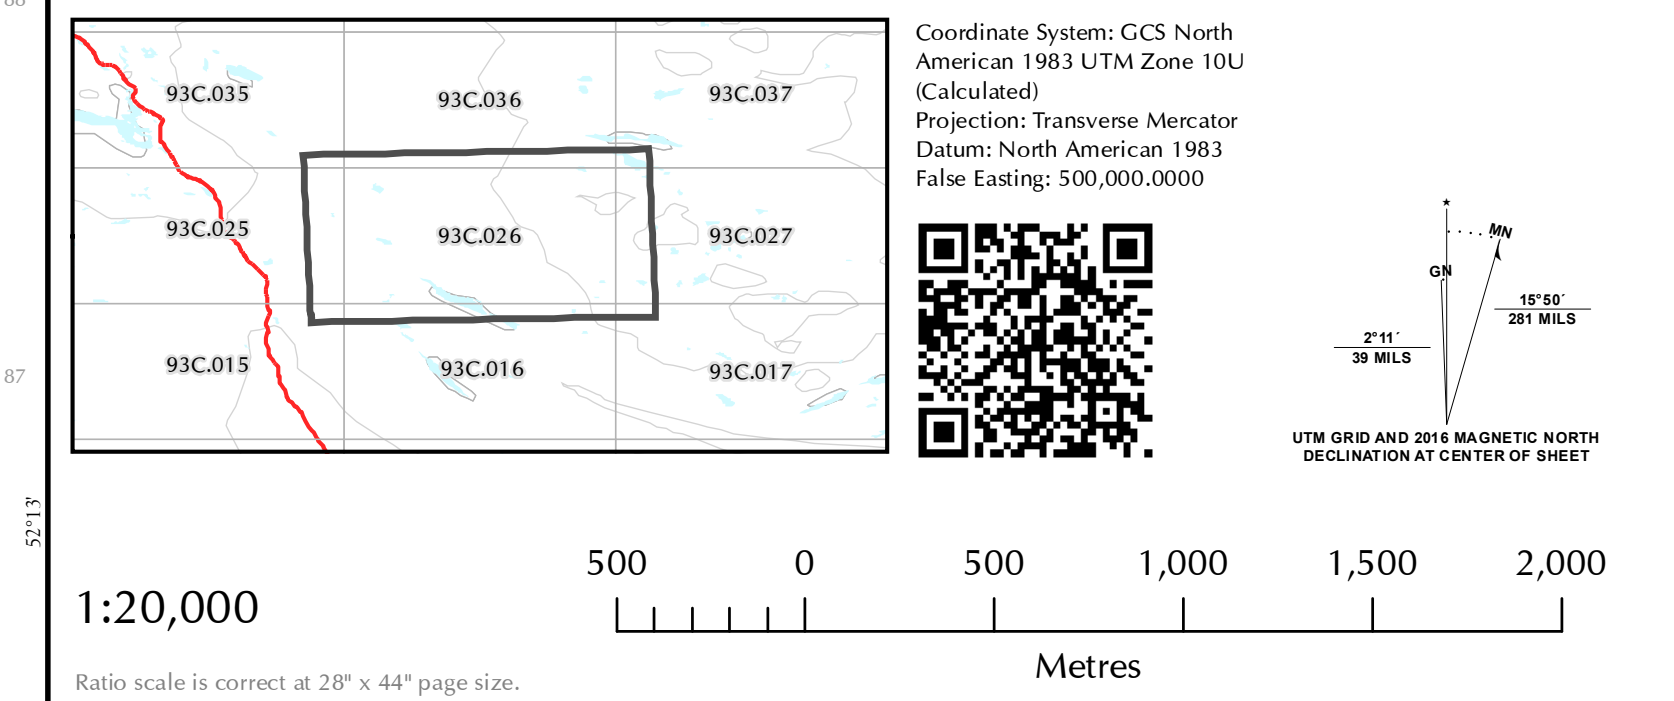 88
93C.035
93C.036
93C.037
93C.025
93C.026
93C.027
93C.015
93C.016
93C.017
87
52°13'
Coordinate System: GCS North
American 1983 UTM Zone 10U
(Calculated)
Projection: Transverse Mercator
Datum: North American 1983
False Easting: 500,000.0000
MN
GN
15°50´
281 MILS
2°11´
39 MILS
UTM GRID AND 2016 MAGNETIC NORTH
DECLINATION AT CENTER OF SHEET
1:20,000
500 0 500 1,000 1,500 2,000
Metres
Ratio scale is correct at 28" x 44" page size.